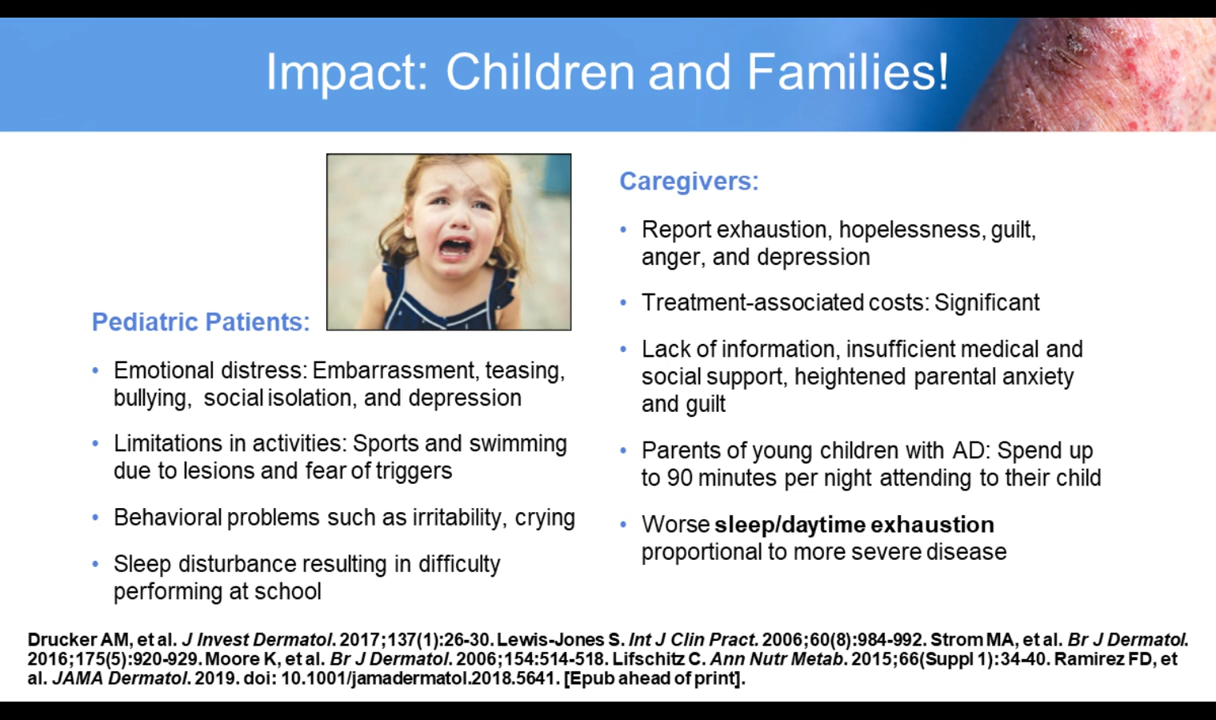 Impact: Children and Families!
Pediatric Patients:
• Emotional distress: Embarrassment, teasing,
bullying, social isolation, and depression
• Limitations in activities: Sports and swimming
due to lesions and fear of triggers
• Behavioral problems such as irritability, crying
• Sleep disturbance resulting in difficulty
performing at school
Caregivers:
• Report exhaustion, hopelessness, guilt,
anger, and depression
• Treatment-associated costs: Significant
• Lack of information, insufficient medical and
social support, heightened parental anxiety
and guilt
• Parents of young children with AD: Spend up
to 90 minutes per night attending to their child
• Worse sleep/daytime exhaustion
proportional to more severe disease
Drucker AM, et al. J Invest Dermatol. 2017;137(1):26-30. Lewis-Jones S. Int J Clin Pract. 2006;60(8):984-992. Strom MA, et al. Br J Dermatol.
2016;175(5):920-929. Moore K, et al. Br J Dermatol. 2006;154:514-518. Lifschitz C. Ann Nutr Metab. 2015;66(Suppl 1):34-40. Ramirez FD, et
al. JAMA Dermatol. 2019. doi: 10.1001/jamadermatol.2018.5641. [Epub ahead of print].